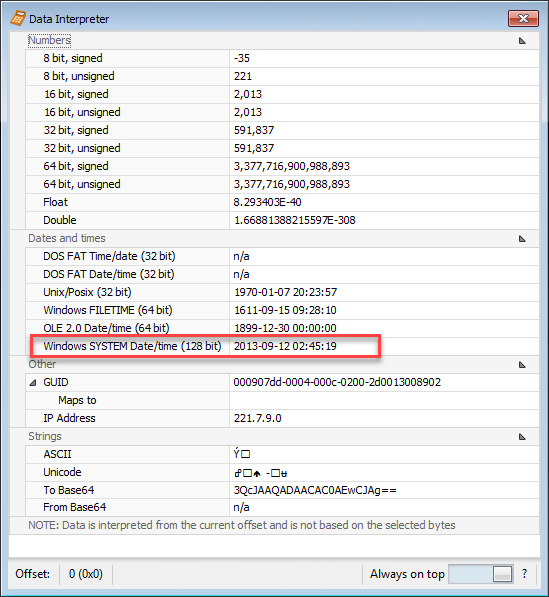 Data Interpreter
Numbers
8 bit, signed -35
8 bit, unsigned 221
16 bit, signed 2,013
16 bit, unsigned 2,013
32 bit, signed 591,837
32 bit, unsigned 591,837
64 bit, signed 3,377,716,900,988,893
64 bit, unsigned 3,377,716,900,988,893
Float 8.293403E-40
Double 1.66881388215597E-308
Dates and times
DOS FAT Time/date (32 bit) n/a
DOS FAT Date/time (32 bit) n/a
Unix/Posix (32 bit) 1970-01-07 20:23:57
Windows FILETIME (64 bit) 1611-09-15 09:28:10
OLE 2.0 Date/time (64 bit) 1899-12-30 00:00:00
Windows SYSTEM Date/time (128 bit) 2013-09-12 02:45:19
Other
GUID 000907dd-0004-000c-0200-2d0013008902
Maps to
IP Address 221.7.9.0
Strings
ASCII Ý□
Unicode
To Base64 3QcJAAQADAACAC0AEwCJAg==
From Base64 n/a
NOTE: Data is interpreted from the current offset and is not based on the selected bytes
Offset: 0 (0x0) Always on top ?